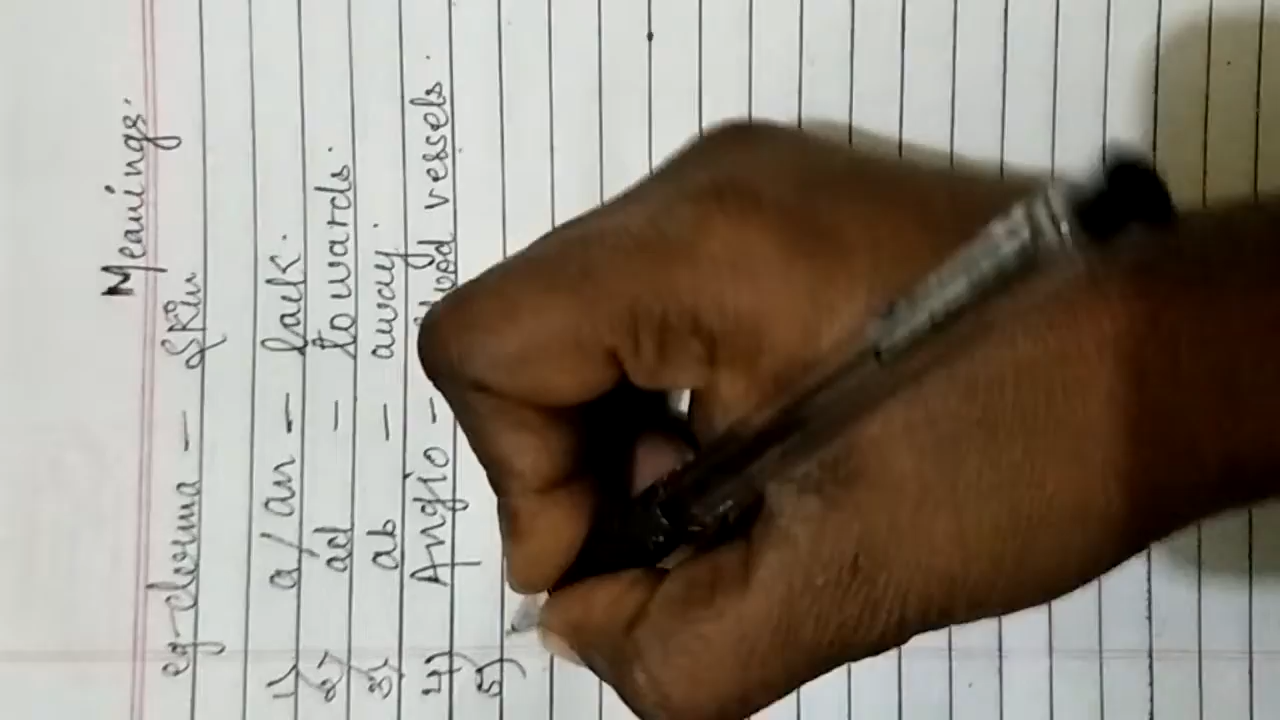 Meanings.
eg-derma - Skin
1) a/an - lack.
2) ad - towards.
3) ab - away.
4) Angio - vessels.
5)